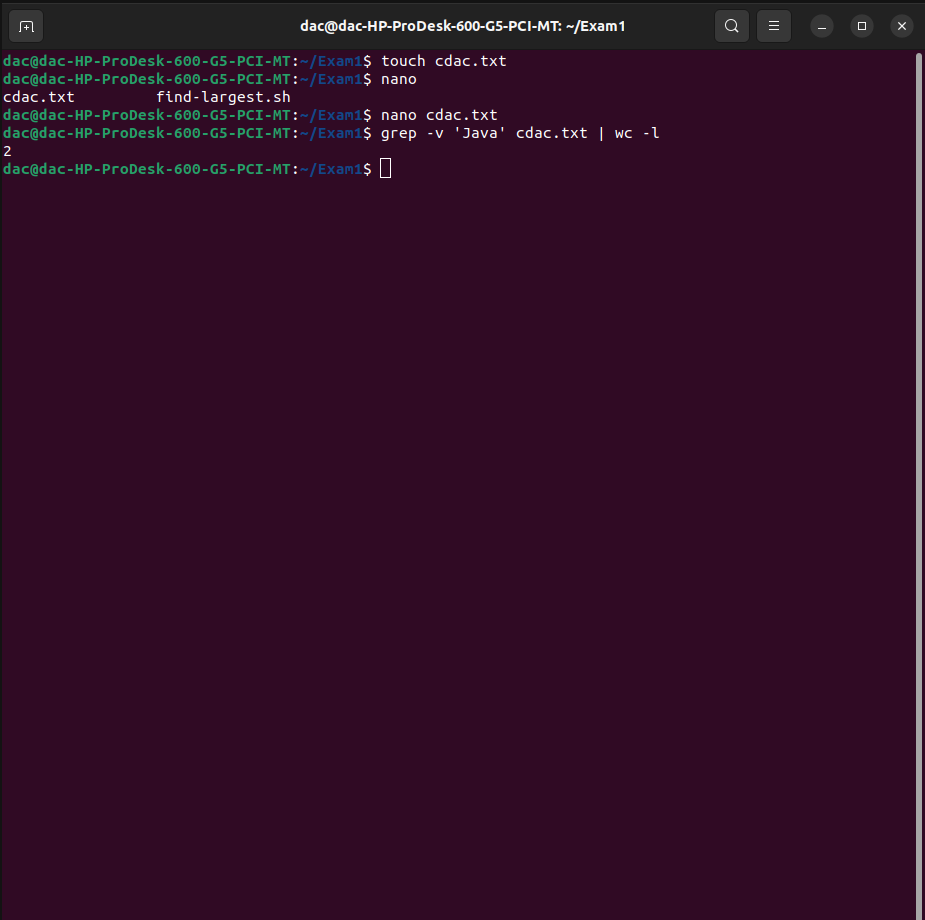 dac@dac-HP-ProDesk-600-G5-PCI-MT: ~/Exam1
dac@dac-HP-ProDesk-600-G5-PCI-MT:~/Exam1$ touch cdac.txt
dac@dac-HP-ProDesk-600-G5-PCI-MT:~/Exam1$ nano
cdac.txt         find-largest.sh
dac@dac-HP-ProDesk-600-G5-PCI-MT:~/Exam1$ nano cdac.txt
dac@dac-HP-ProDesk-600-G5-PCI-MT:~/Exam1$ grep -v 'Java' cdac.txt | wc -l
2
dac@dac-HP-ProDesk-600-G5-PCI-MT:~/Exam1$